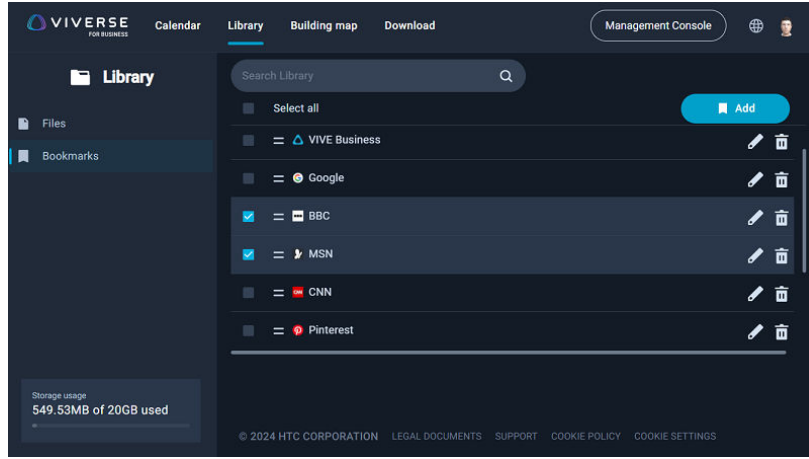 VIVERSE
FOR BUSINESS
Calendar
Library
Building map
Download
Management Console
Library
Files
Bookmarks
Storage usage
549.53MB of 20GB used
Search Library
Select all
Add
VIVE Business
Google
BBC
MSN
CNN
Pinterest
© 2024 HTC CORPORATION LEGAL DOCUMENTS SUPPORT COOKIE POLICY COOKIE SETTINGS